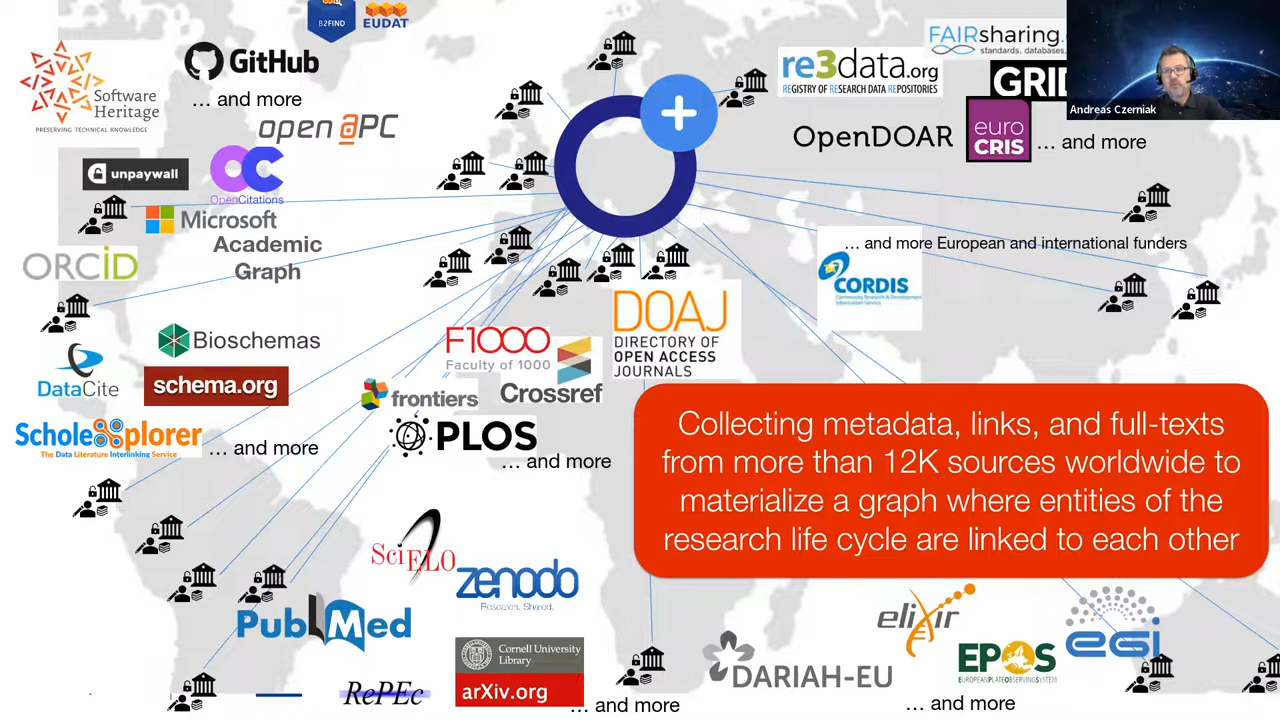 B2FIND
EUDAT
GitHub
... and more
Software
Heritage
PRESERVING TECHNICAL KNOWLEDGE.
open aPC
unpaywall
OC
OpenCitations
Microsoft
Academic
Graph
ORCiD
Bioschemas
DataCite
schema.org
Scholexplorer
The Data Literature Interlinking Service
... and more
re3data.org
REGISTRY OF RESEARCH DATA REPOSITORIES
FAIRsharing.
standards, databases,
GRID
Andreas Czerniak
OpenDOAR
euro
CRIS
... and more
... and more European and international funders
CORDIS
Community Research & Development
Information Service
F1000
Faculty of 1000
DOAJ
DIRECTORY OF
OPEN ACCESS
JOURNALS
Crossref
frontiers
PLOS
... and more
Collecting metadata, links, and full-texts
from more than 12K sources worldwide to
materialize a graph where entities of the
research life cycle are linked to each other
SciELO
zenodo
Research. Shared.
PubMed
Cornell University
Library
arXiv.org
RePEc
... and more
DARIAH-EU
elixir
EPOS
EUROPEAN PLATE OBSERVING SYSTEM
egi
... and more